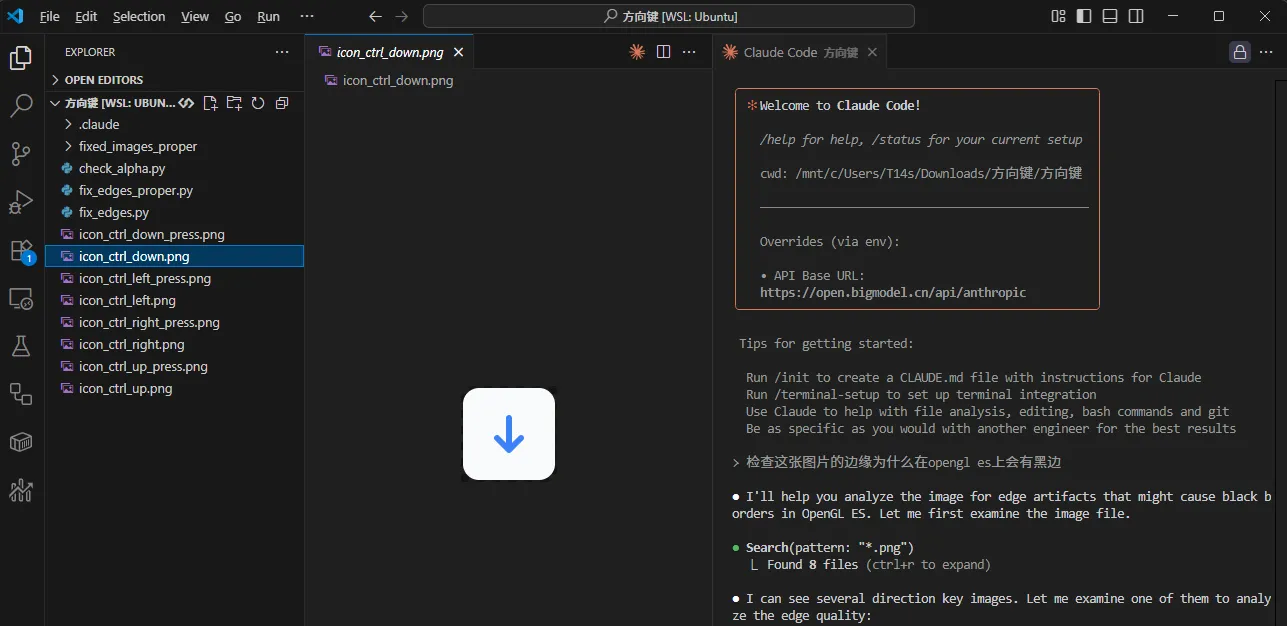 File Edit Selection View Go Run ··· 方向键 [WSL: Ubuntu]
EXPLORER ···
OPEN EDITORS
方向键 [WSL: UBUN...
.claude
fixed_images_proper
check_alpha.py
fix_edges_proper.py
fix_edges.py
icon_ctrl_down_press.png
icon_ctrl_down.png
icon_ctrl_left_press.png
icon_ctrl_left.png
icon_ctrl_right_press.png
icon_ctrl_right.png
icon_ctrl_up_press.png
icon_ctrl_up.png
1
icon_ctrl_down.png
icon_ctrl_down.png
Claude Code 方向键
Welcome to Claude Code!
/help for help, /status for your current setup
cwd: /mnt/c/Users/T14s/Downloads/方向键/方向键
Overrides (via env):
• API Base URL:
https://open.bigmodel.cn/api/anthropic
Tips for getting started:
Run /init to create a CLAUDE.md file with instructions for Claude
Run /terminal-setup to set up terminal integration
Use Claude to help with file analysis, editing, bash commands and git
Be as specific as you would with another engineer for the best results
> 检查这张图片的边缘为什么在opengl es上会有黑边
● I'll help you analyze the image for edge artifacts that might cause black b
orders in OpenGL ES. Let me first examine the image file.
● Search(pattern: "*.png")
⎿ Found 8 files (ctrl+r to expand)
● I can see several direction key images. Let me examine one of them to analy
ze the edge quality: